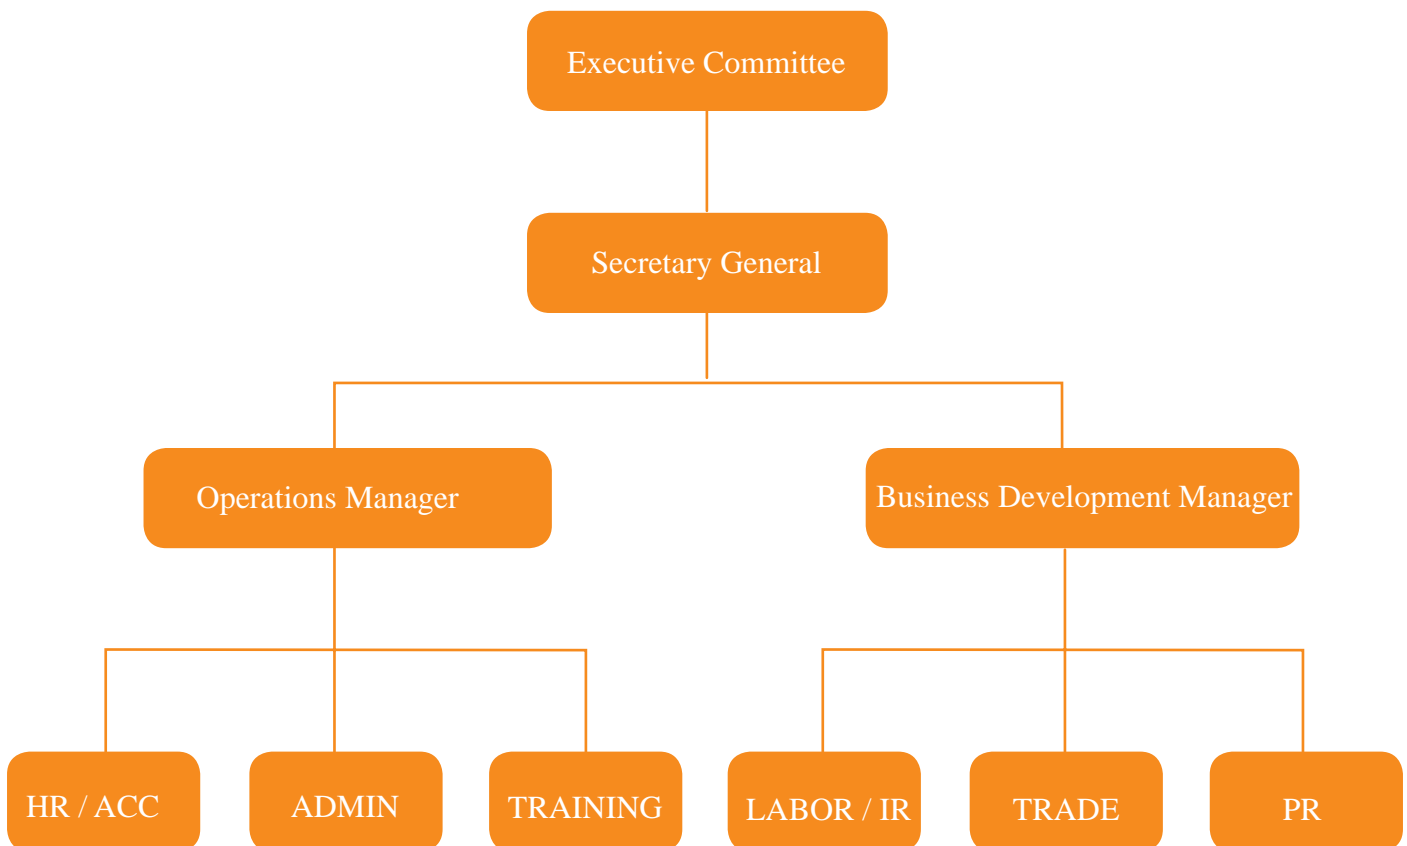 Executive Committee
Secretary General
Operations Manager
Business Development Manager
HR / ACC
ADMIN
TRAINING
LABOR / IR
TRADE
PR